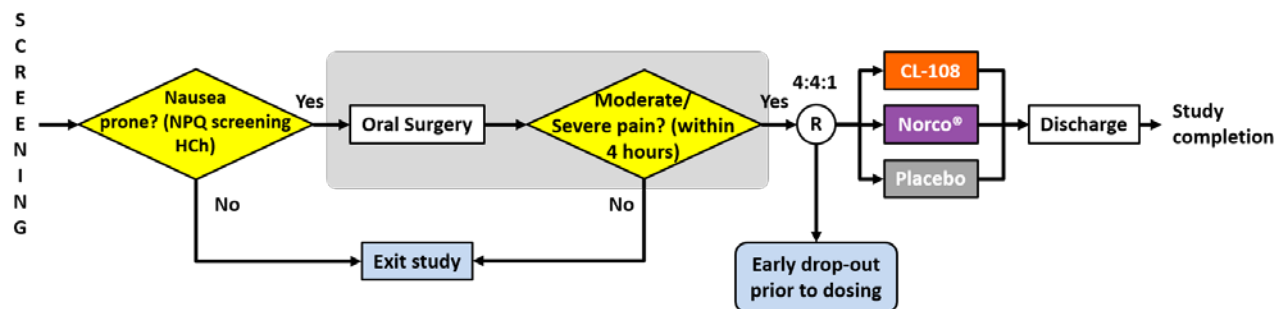 SCREENING
Nausea
prone? (NPQ screening
HCh)
Yes
No
Oral Surgery
Moderate/
Severe pain? (within
4 hours)
Yes
No
Exit study
4:4:1
R
Early drop-out
prior to dosing
CL-108
Norco®
Placebo
Discharge
Study
completion